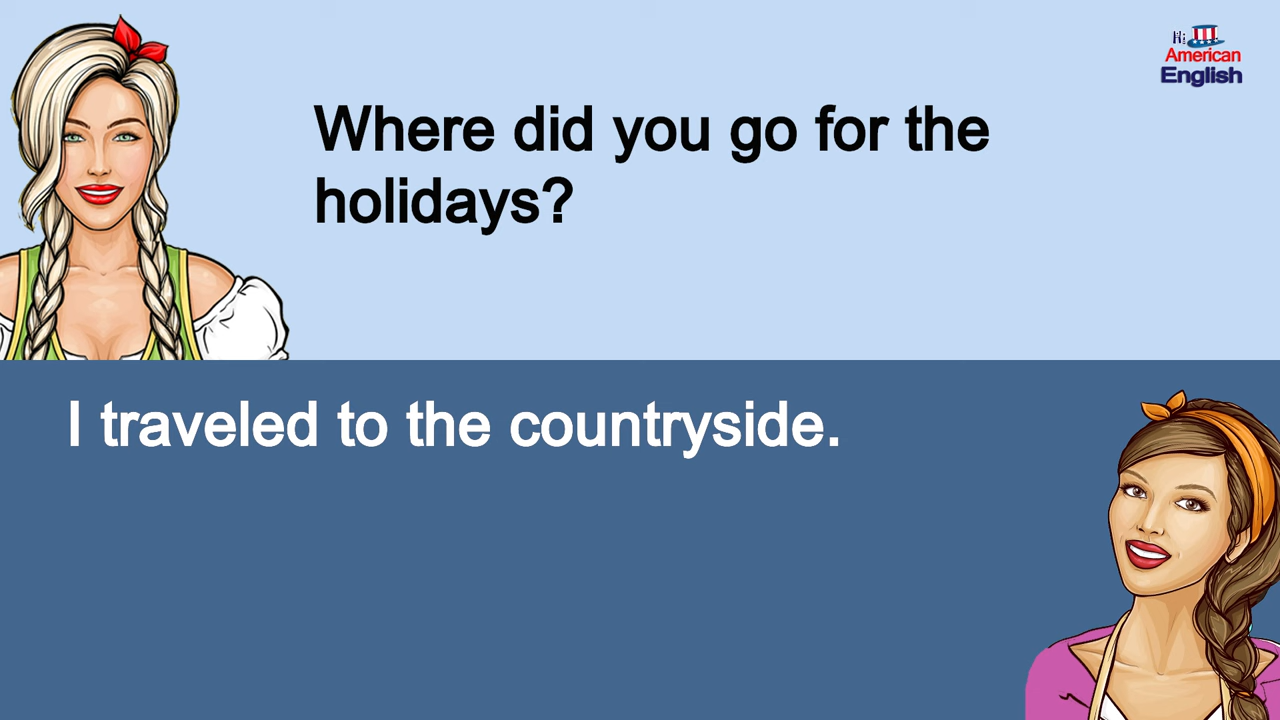 Hi
American
English
Where did you go for the
holidays?
I traveled to the countryside.